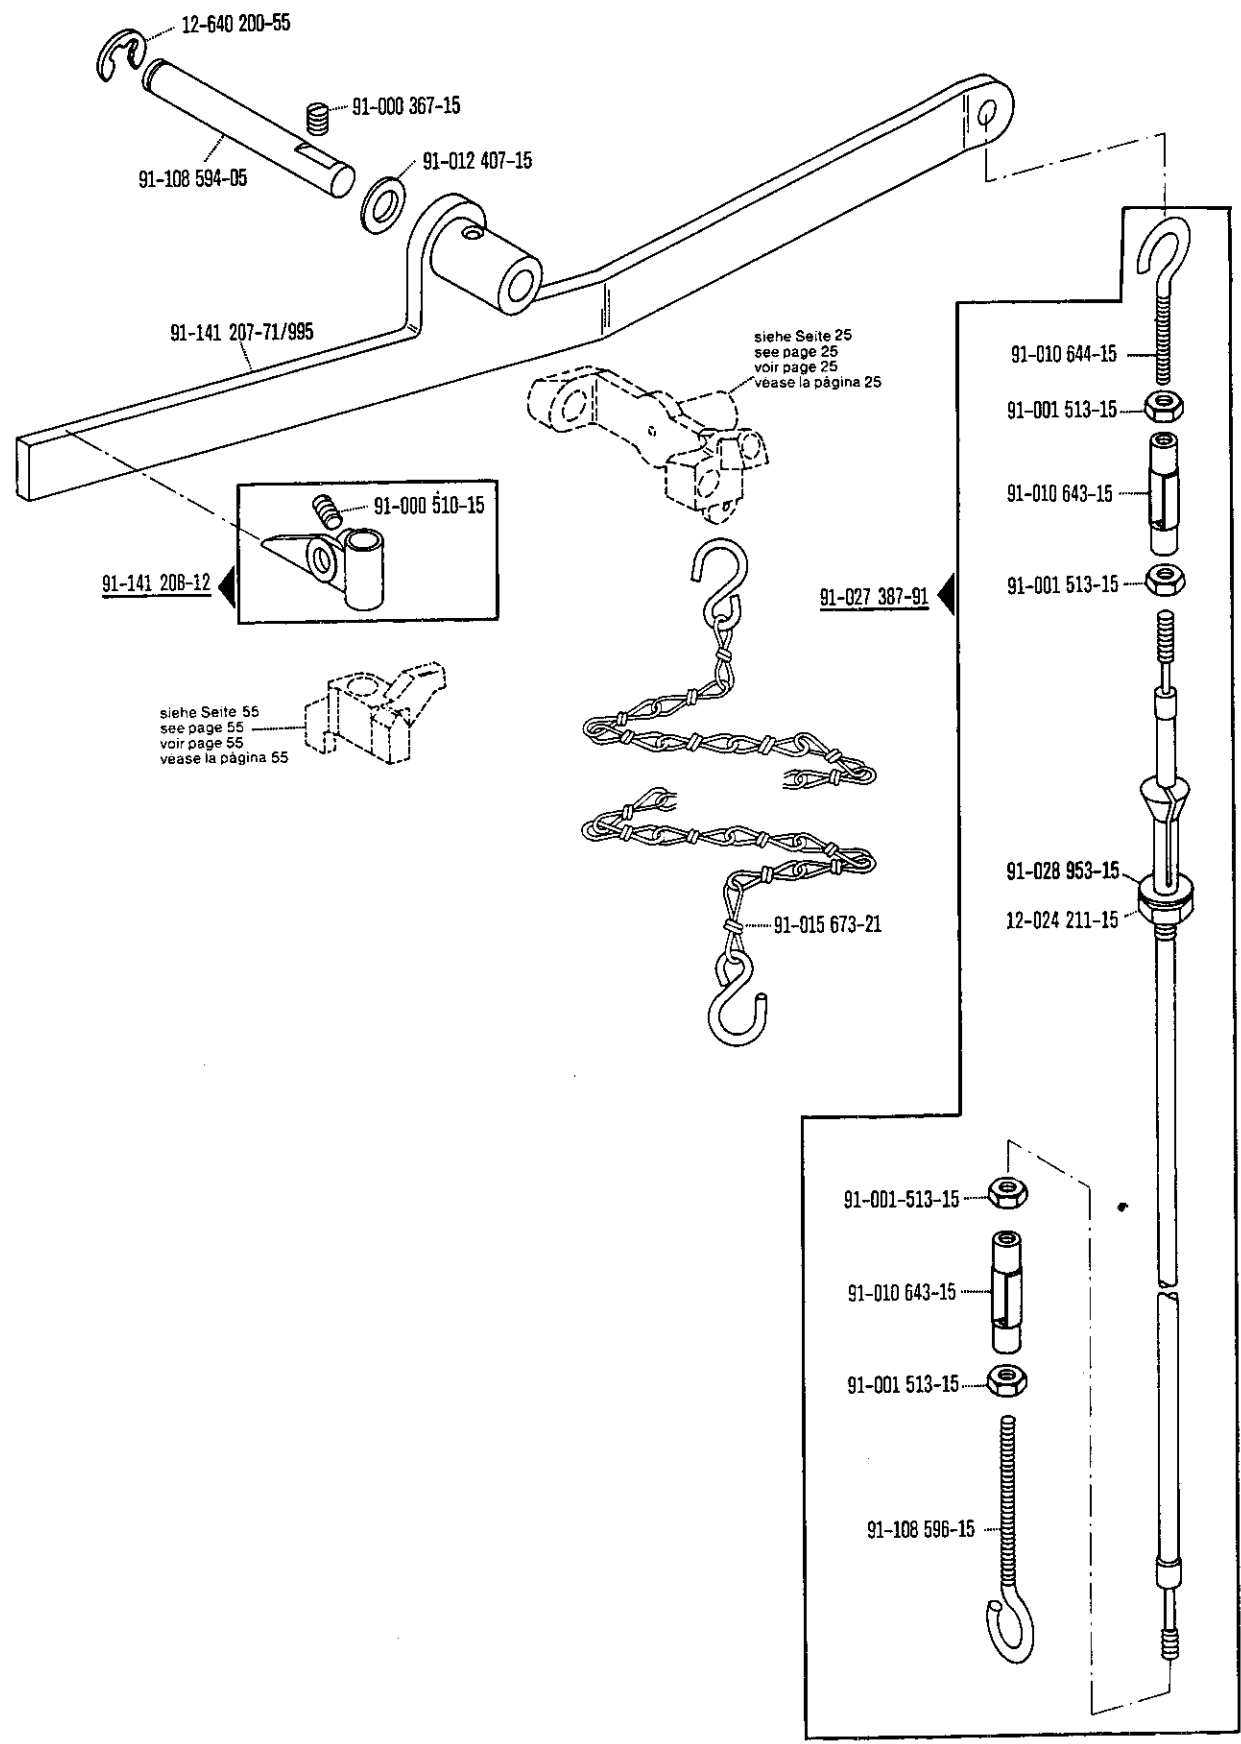 12-640 200-55
91-000 367-15
91-012 407-15
91-108 594-05
91-141 207-71/995
siehe Seite 25
see page 25
voir page 25
véase la página 25
91-010 644-15
91-001 513-15
91-010 643-15
91-001 513-15
91-000 510-15
91-141 206-12
91-027 387-91
siehe Seite 55
see page 55
voir page 55
véase la página 55
91-028 953-15
12-024 211-15
91-015 673-21
91-001-513-15
91-010 643-15
91-001 513-15
91-108 596-15